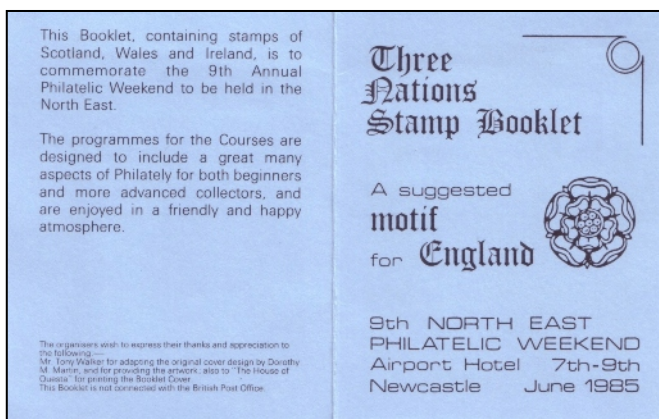 This Booklet, containing stamps of
Scotland, Wales and Ireland, is to
commemorate the 9th Annual
Philatelic Weekend to be held in the
North East.
The programmes for the Courses are
designed to include a great many
aspects of Philately for both beginners
and more advanced collectors, and
are enjoyed in a friendly and happy
atmosphere.
The organisers wish to express their thanks and appreciation to
the following:—
Mr. Tony Walker for adapting the original cover design by Dorothy
M. Martin, and for providing the artwork, also to "The House of
Questa" for printing the Booklet Cover.
This Booklet is not connected with the British Post Office.
Three
Nations
Stamp Booklet
A suggested
motif
for England
9th NORTH EAST
PHILATELIC WEEKEND
Airport Hotel 7th-9th
Newcastle June 1985